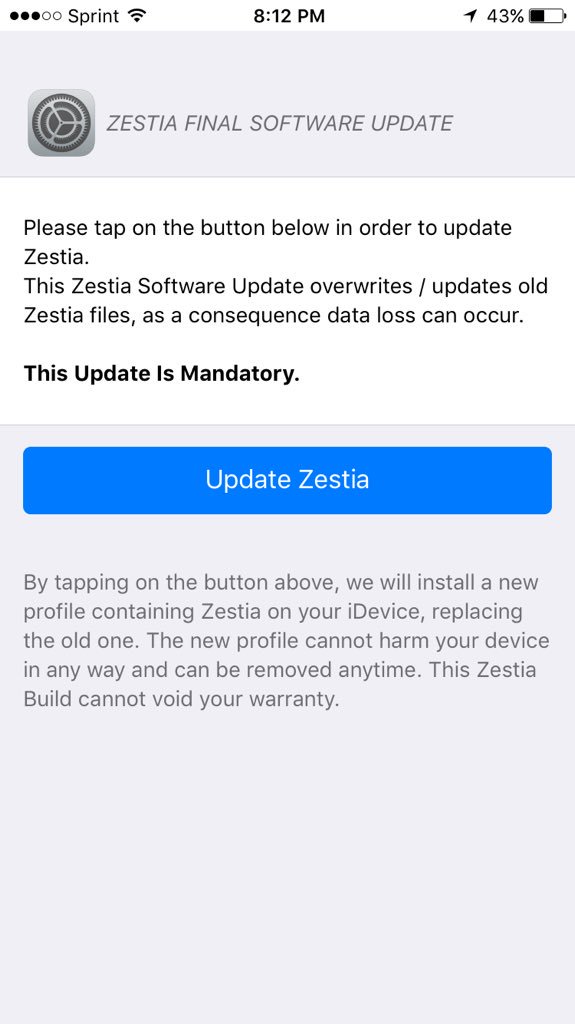 Sprint 8:12 PM 43%
ZESTIA FINAL SOFTWARE UPDATE
Please tap on the button below in order to update
Zestia.
This Zestia Software Update overwrites / updates old
Zestia files, as a consequence data loss can occur.
This Update Is Mandatory.
Update Zestia
By tapping on the button above, we will install a new
profile containing Zestia on your iDevice, replacing
the old one. The new profile cannot harm your device
in any way and can be removed anytime. This Zestia
Build cannot void your warranty.